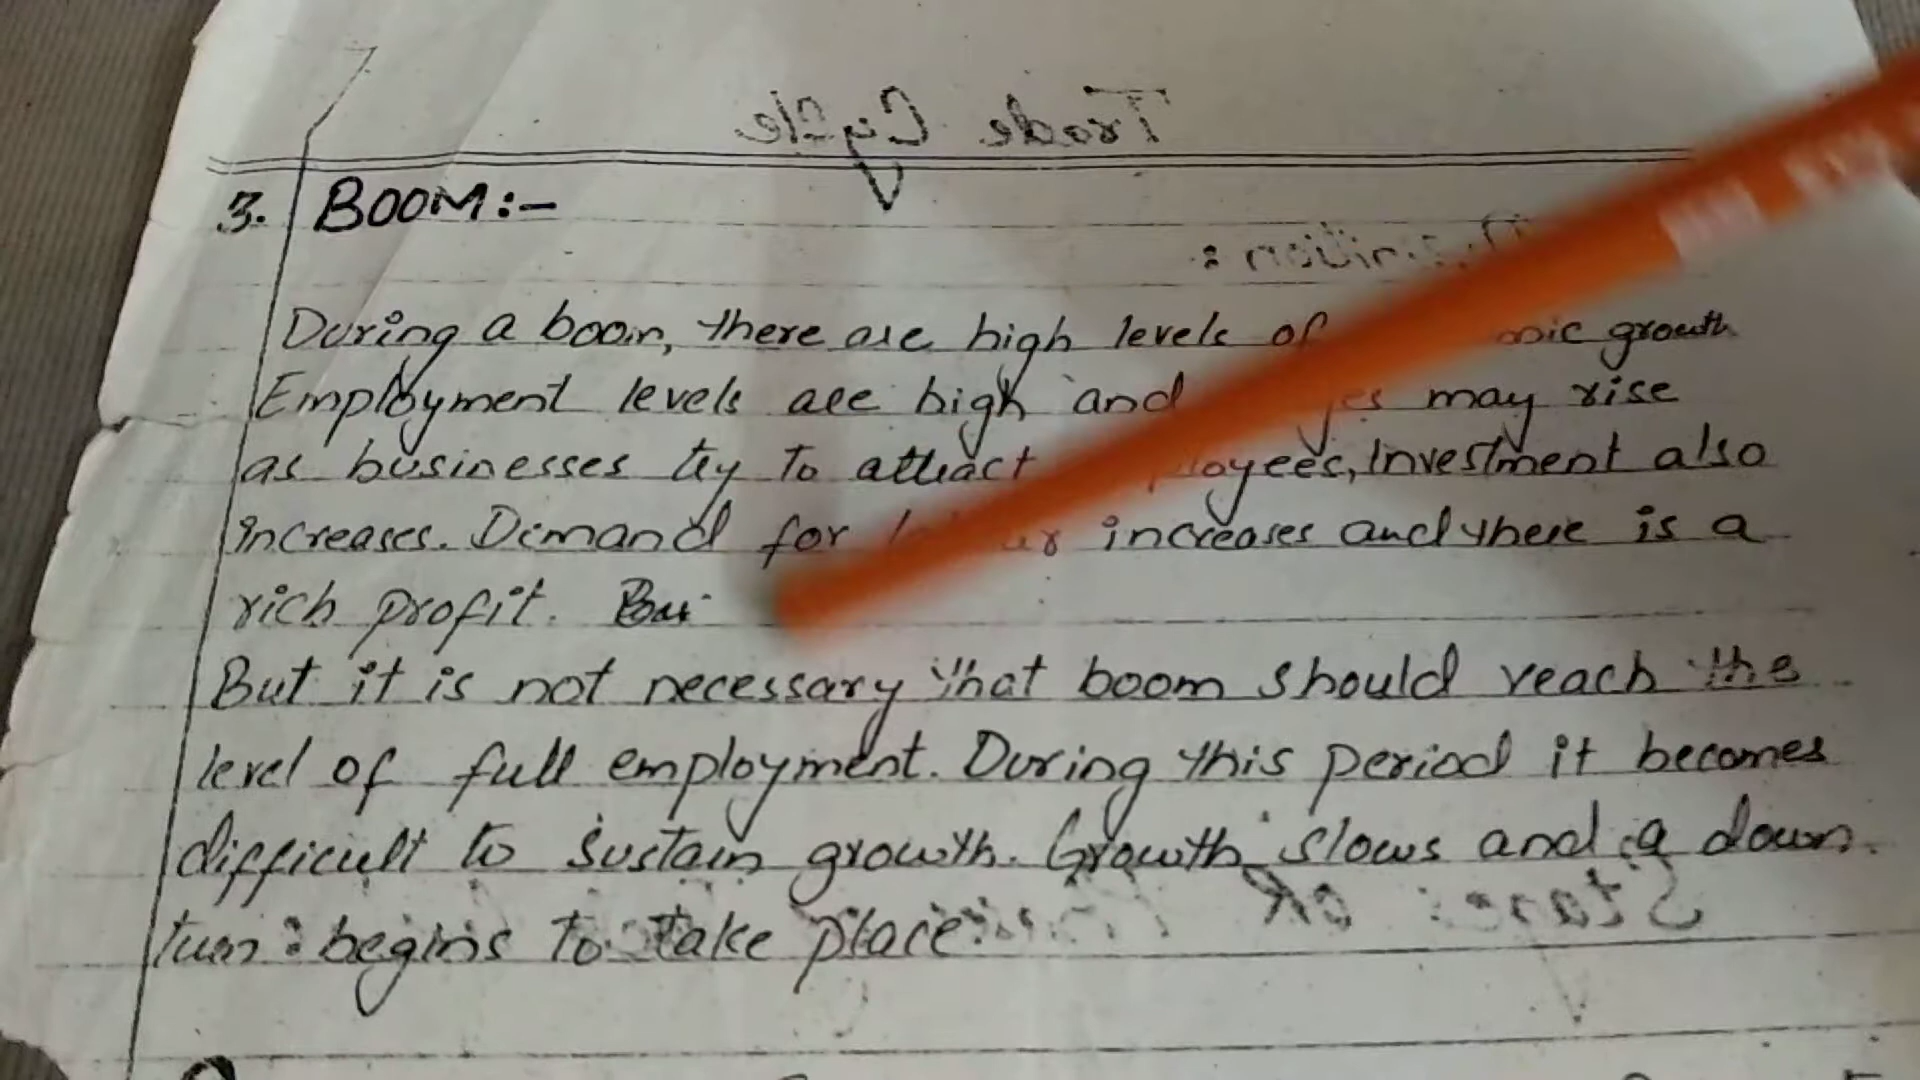 Trade Cycle
3. BOOM:-
During a boom, there are high levels of growth
Employment levels are high and may rise
as businesses try to attract Investment also
increases. Demand for increases and there is a
rich profit. But
But it is not necessary that boom should reach the
level of full employment. During this period it becomes
difficult to sustain growth. Growth slows and a down
turn begins to take place.